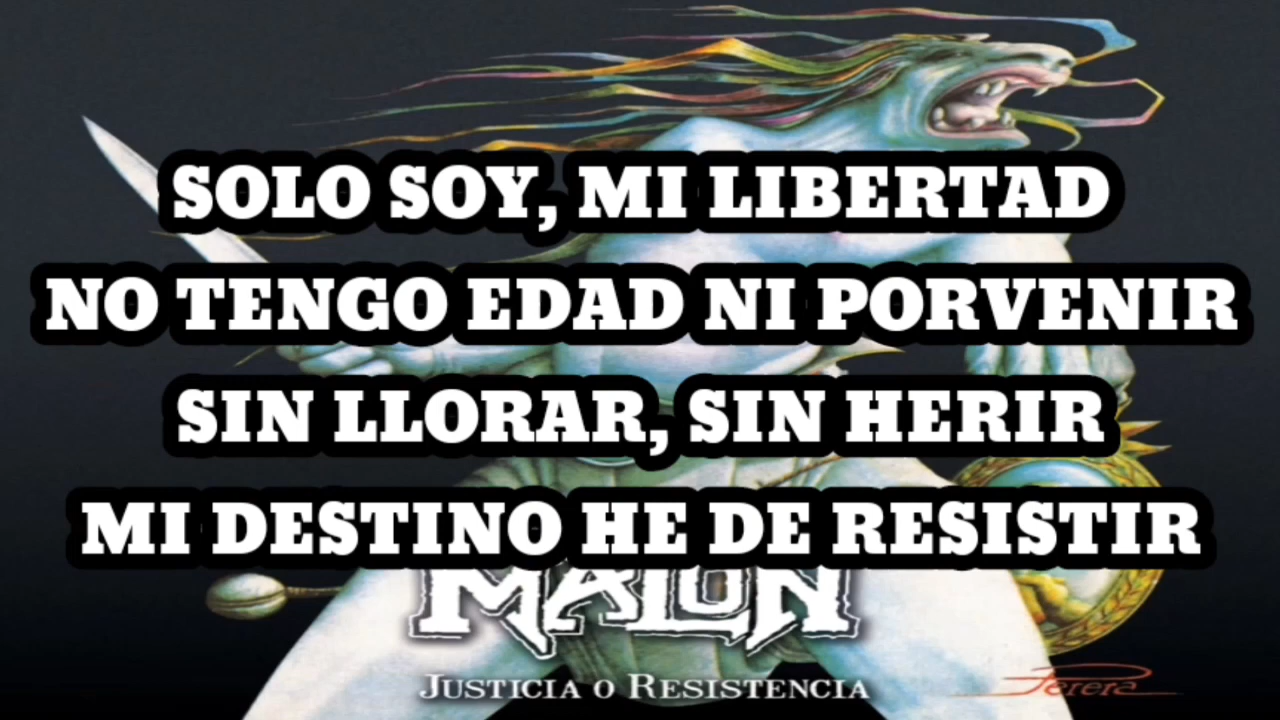 SOLO SOY, MI LIBERTAD
NO TENGO EDAD NI PORVENIR
SIN LLORAR, SIN HERIR
MI DESTINO HE DE RESISTIR
MALÓN
JUSTICIA O RESISTENCIA
Perera